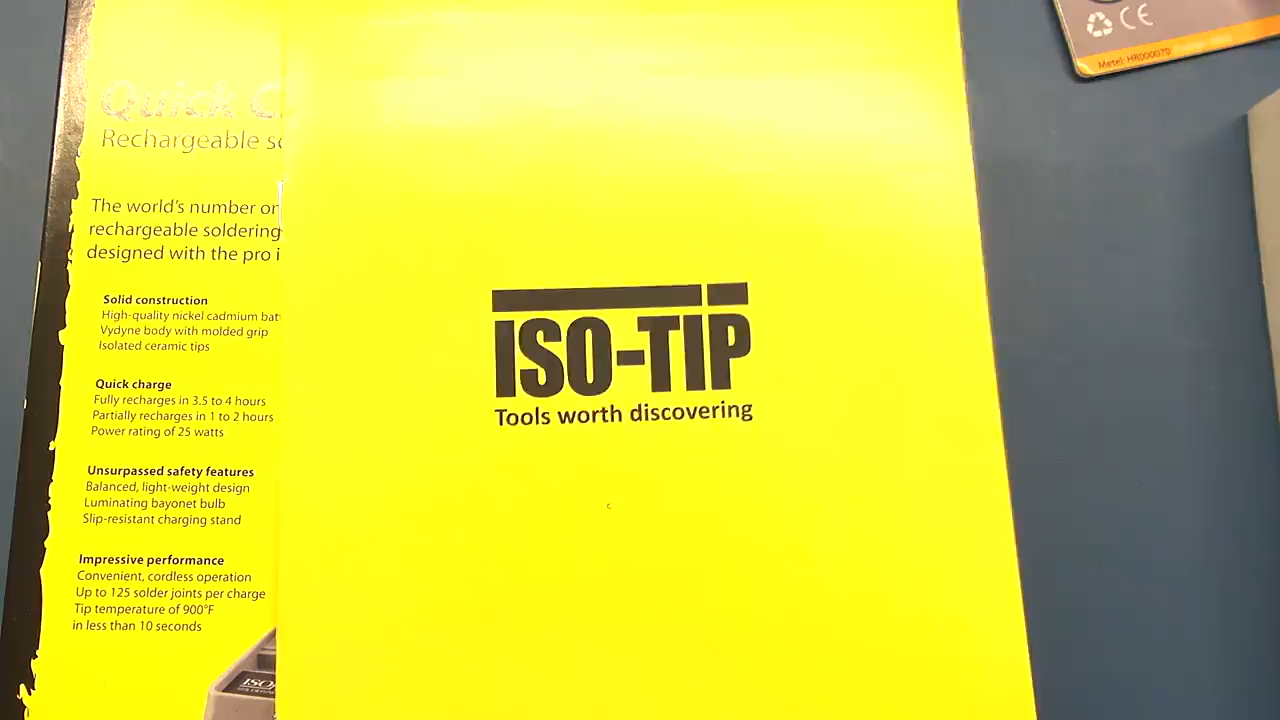 Quick C
Rechargeable so
The world's number on
rechargeable soldering
designed with the pro i
Solid construction
High-quality nickel cadmium bat
Vydyne body with molded grip
Isolated ceramic tips
Quick charge
Fully recharges in 3.5 to 4 hours
Partially recharges in 1 to 2 hours
Power rating of 25 watts
Unsurpassed safety features
Balanced, light-weight design
Luminating bayonet bulb
Slip-resistant charging stand
Impressive performance
Convenient, cordless operation
Up to 125 solder joints per charge
Tip temperature of 900°F
in less than 10 seconds
ISO-TIP
Tools worth discovering
CE
Metel: HR000070